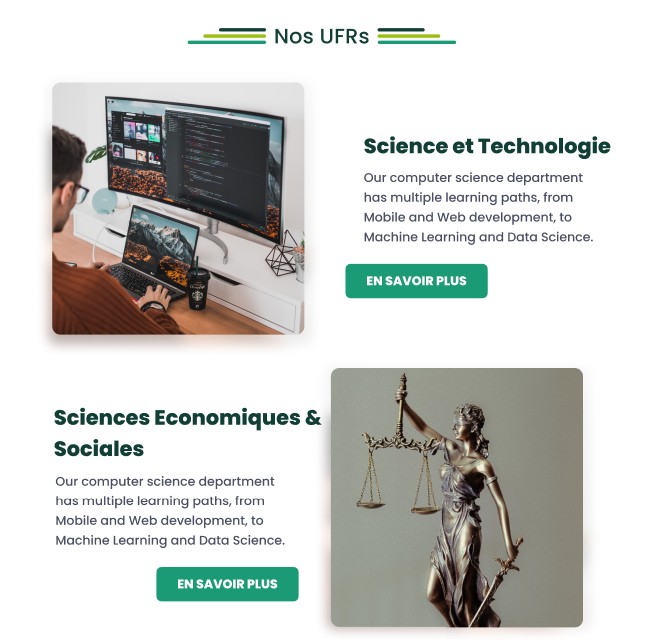 Nos UFRs
Science et Technologie
Our computer science department
has multiple learning paths, from
Mobile and Web development, to
Machine Learning and Data Science.
EN SAVOIR PLUS
Sciences Economiques &
Sociales
Our computer science department
has multiple learning paths, from
Mobile and Web development, to
Machine Learning and Data Science.
EN SAVOIR PLUS